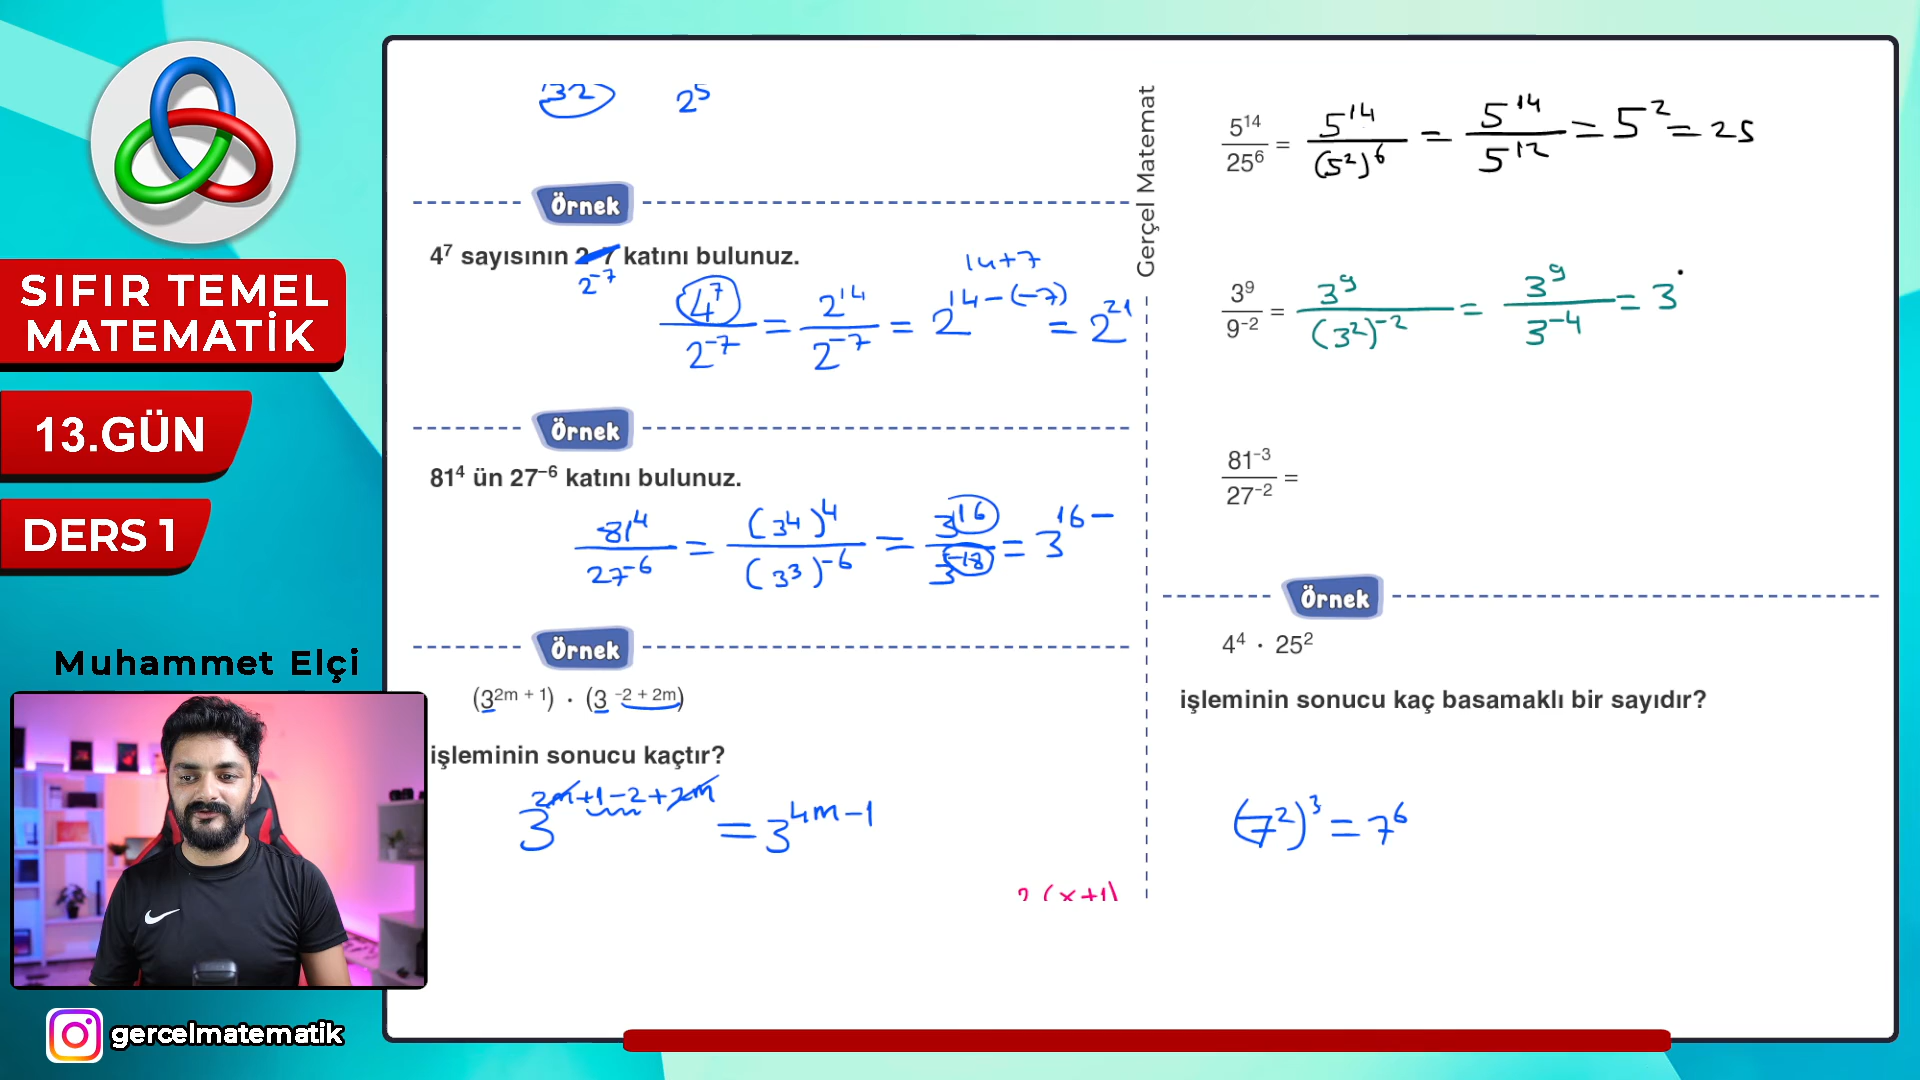 SIFIR TEMEL
MATEMATİK
13.GÜN
DERS 1
Muhammet Elçi
gercelmatematik
32 2⁵
Örnek
4⁷ sayısının 2-7 katını bulunuz.
2⁻⁷
14+7
4⁷/2⁻⁷ = 2¹⁴/2⁻⁷ = 2¹⁴⁻⁽⁻⁷⁾ = 2²¹
Örnek
81⁴ ün 27⁻⁶ katını bulunuz.
81⁴/27⁻⁶ = (3⁴)⁴/(3³)⁻⁶ = 3¹⁶/3⁻¹⁸ = 3¹⁶⁻
Örnek
(3²ᵐ ⁺ ¹) · (3 ⁻² ⁺ ²ᵐ)
işleminin sonucu kaçtır?
3²ᵐ⁺¹⁻²⁺²ᵐ = 3⁴ᵐ⁻¹
2(x+1)
Gerçel Matemat
5¹⁴/25⁶ = 5¹⁴/(5²)⁶ = 5¹⁴/5¹² = 5² = 25
3⁹/9⁻² = 3⁹/(3²)⁻² = 3⁹/3⁻⁴ = 3
81⁻³/27⁻² =
Örnek
4⁴ · 25²
işleminin sonucu kaç basamaklı bir sayıdır?
(7²)³ = 7⁶